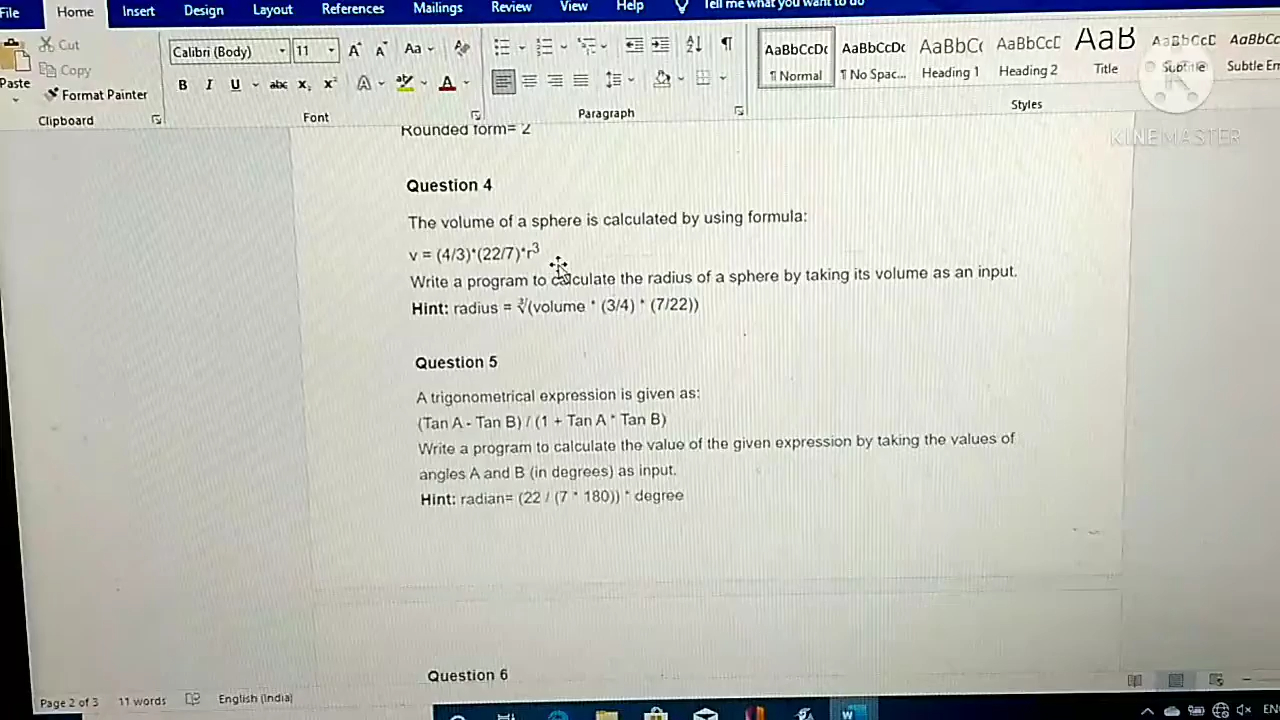 File Home Insert Design Layout References Mailings Review View Help Tell me what you want to do
Cut
Copy
Paste
Format Painter
Clipboard
Calibri (Body) 11
Font
Paragraph
AaBbCcDc AaBbCcDc AaBbC( AaBbCcD AaB AaBbCcD AaBbCc
¶ Normal ¶ No Spac... Heading 1 Heading 2 Title Subtitle Subtle Em
Styles
KINEMASTER
Rounded form= 2
Question 4
The volume of a sphere is calculated by using formula:
v = (4/3)*(22/7)*r³
Write a program to calculate the radius of a sphere by taking its volume as an input.
Hint: radius = ∛(volume * (3/4) * (7/22))
Question 5
A trigonometrical expression is given as:
(Tan A - Tan B) / (1 + Tan A * Tan B)
Write a program to calculate the value of the given expression by taking the values of
angles A and B (in degrees) as input.
Hint: radian= (22 / (7 * 180)) * degree
Question 6
Page 2 of 3 11 words English (India)
EN